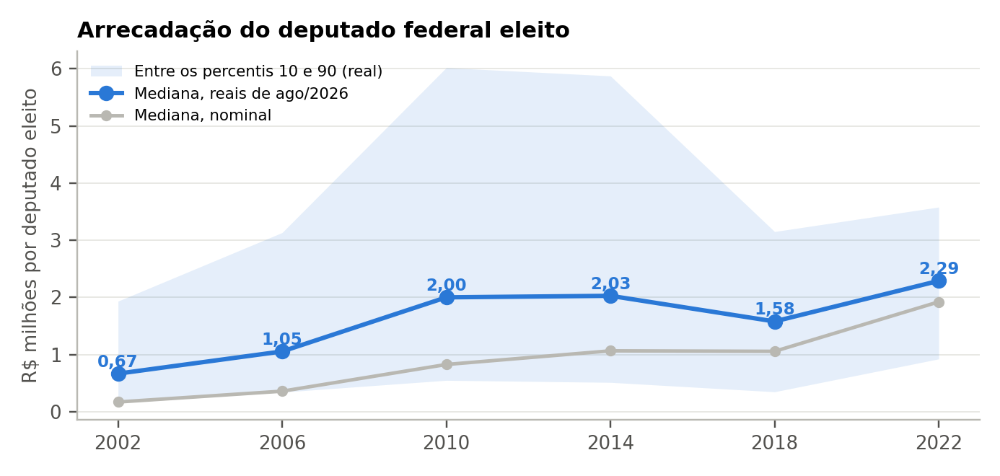 Arrecadação do deputado federal eleito
R$ milhões por deputado eleito
Entre os percentis 10 e 90 (real)
Mediana, reais de ago/2026
Mediana, nominal
6
5
4
3
2
1
0
0,67
1,05
2,00
2,03
1,58
2,29
2002 2006 2010 2014 2018 2022